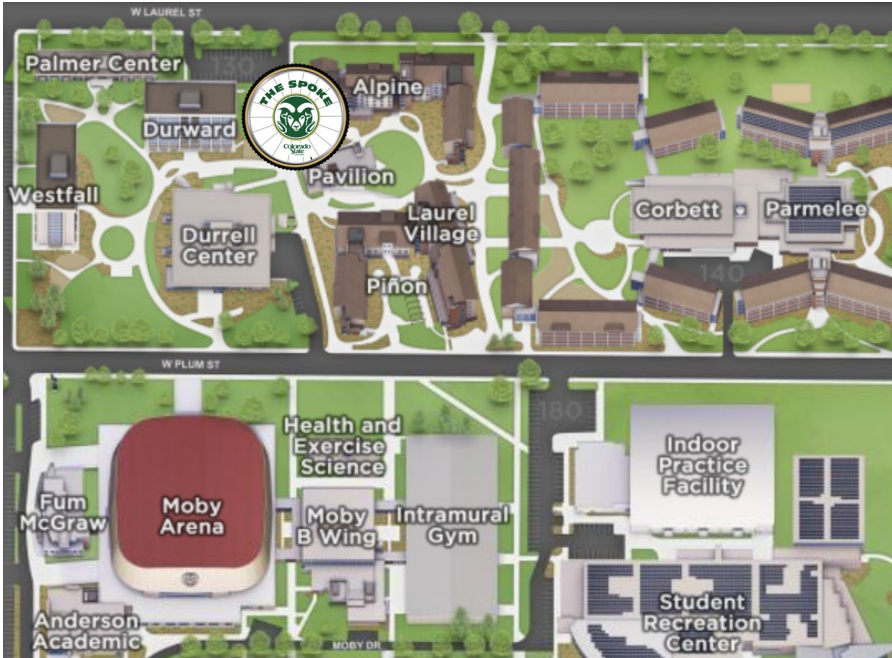 W LAUREL ST
Palmer Center
130
THE SPOKE
Colorado
State
Alpine
Durward
Pavilion
Westfall
Laurel
Village
Corbett
Parmelee
Durrell
Center
140
Piñon
W PLUM ST
180
Health and
Exercise
Science
Indoor
Practice
Facility
Fum
McGraw
Moby
Arena
Moby
B Wing
Intramural
Gym
Student
Recreation
Center
Anderson
Academic
MOBY DR